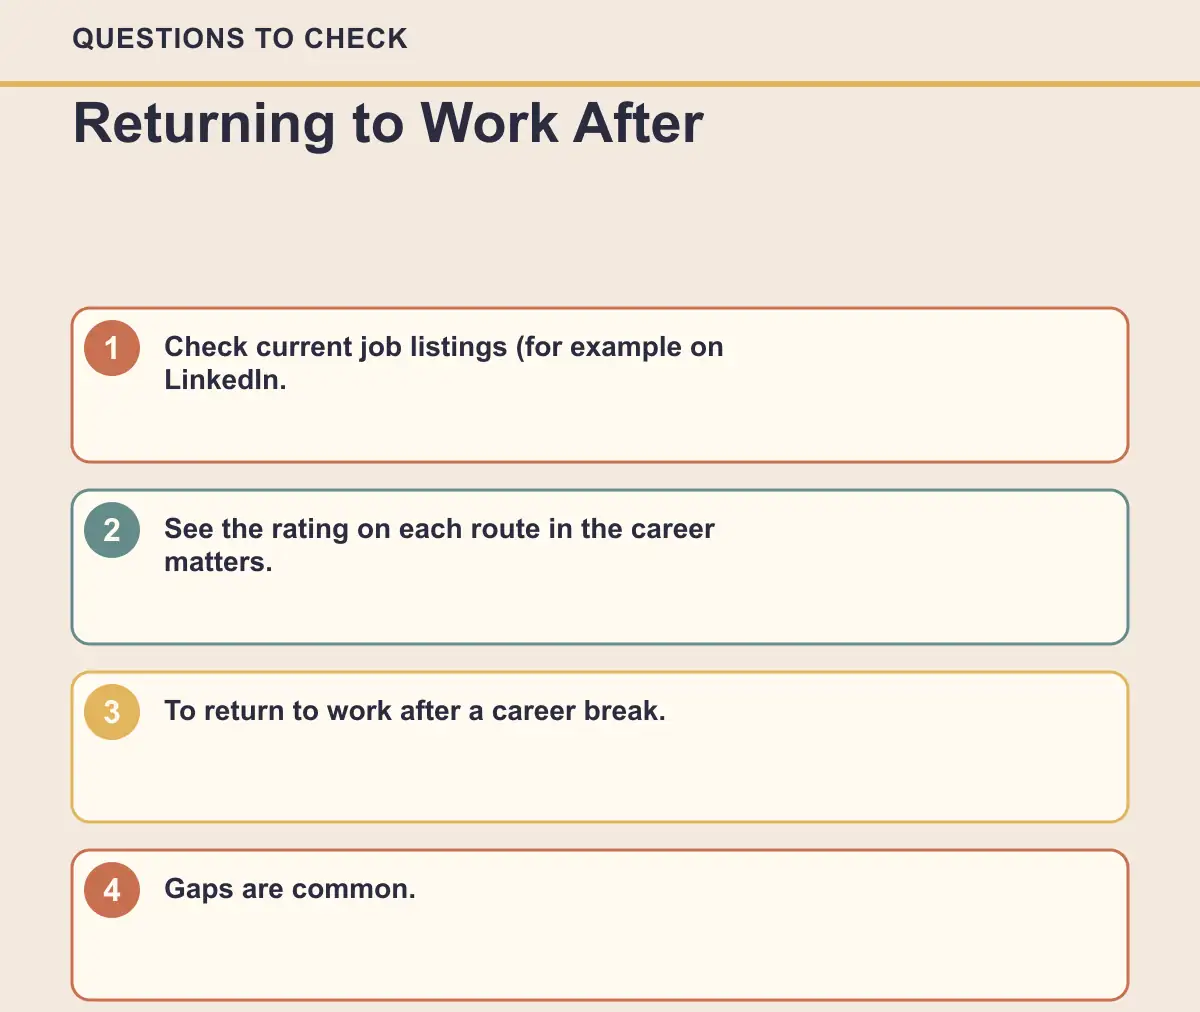 QUESTIONS TO CHECK
Returning to Work After
1
Check current job listings (for example on
LinkedIn.
2
See the rating on each route in the career
matters.
3
To return to work after a career break.
4
Gaps are common.